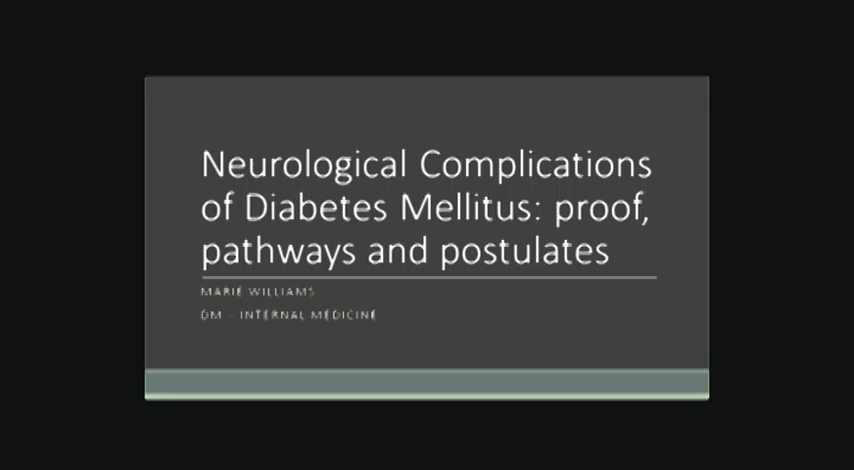 Neurological Complications
of Diabetes Mellitus: proof,
pathways and postulates
MARIE WILLIAMS
DM - INTERNAL MEDICINE